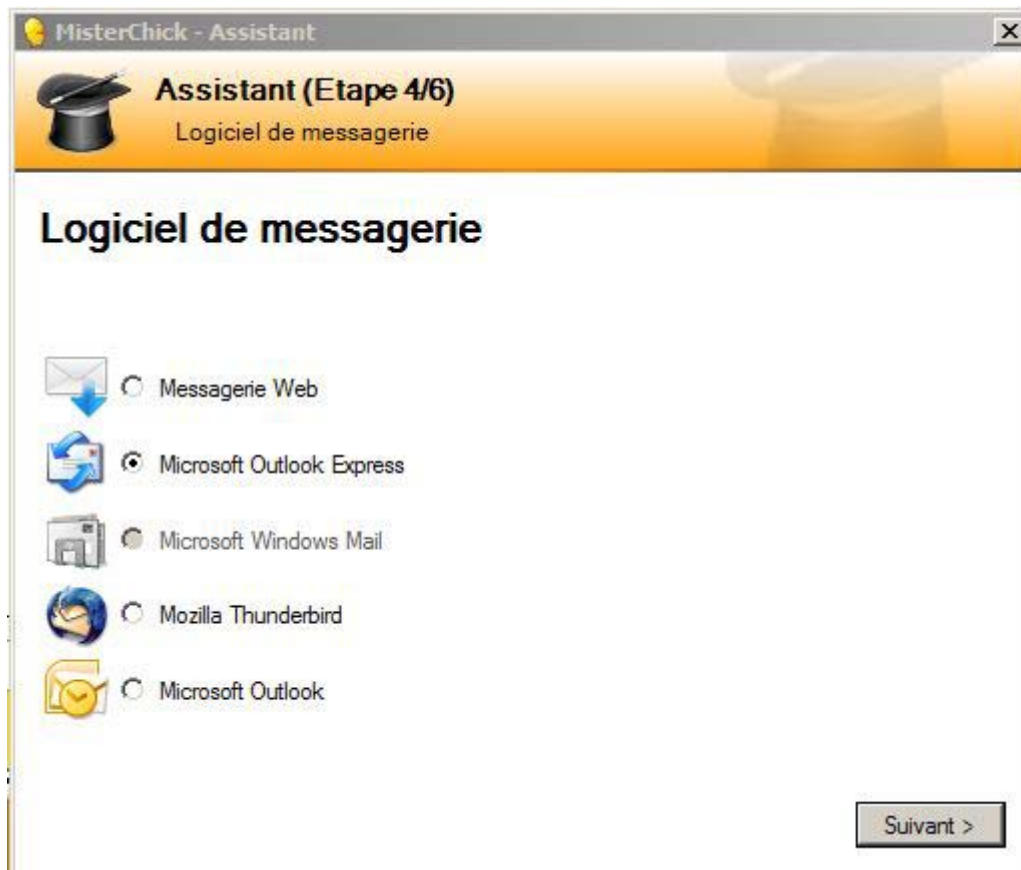 MisterChick - Assistant
Assistant (Etape 4/6)
Logiciel de messagerie
Logiciel de messagerie
Messagerie Web
Microsoft Outlook Express
Microsoft Windows Mail
Mozilla Thunderbird
Microsoft Outlook
Suivant >